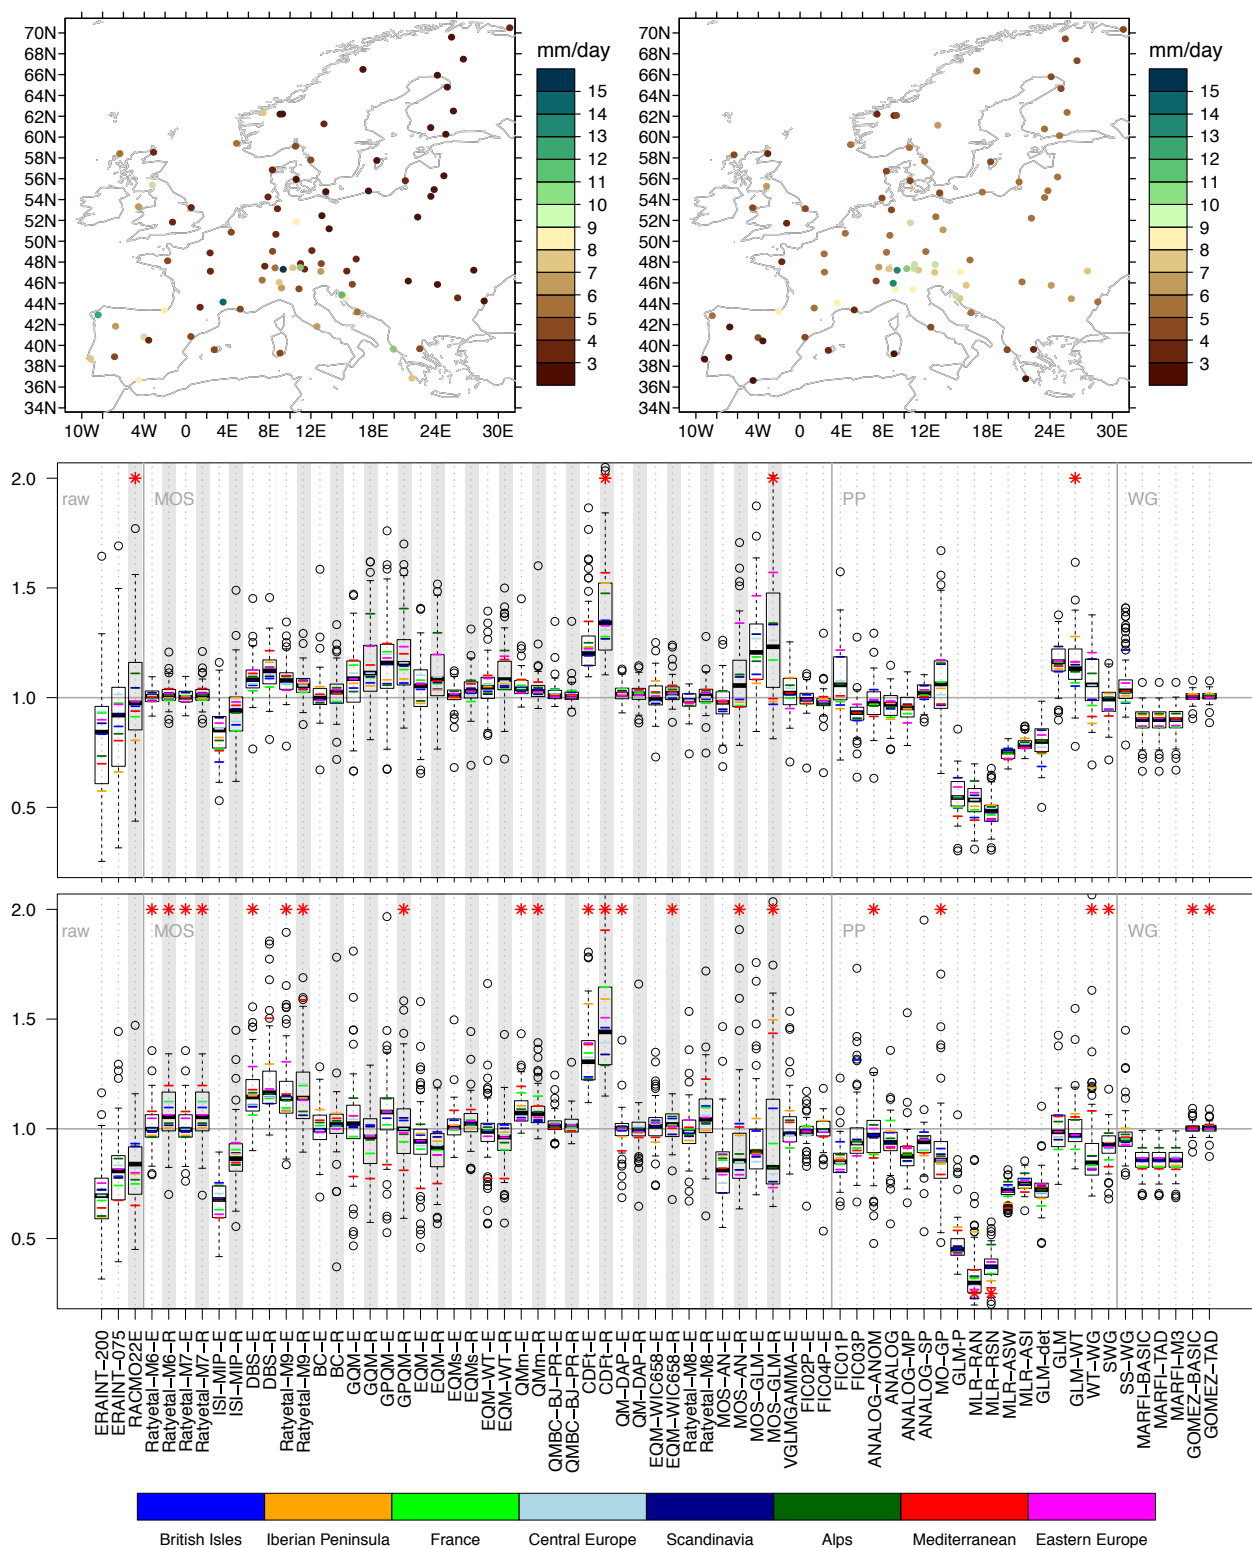 70N
68N
66N
64N
62N
60N
58N
56N
54N
52N
50N
48N
46N
44N
42N
40N
38N
36N
34N
10W 4W 0 4E 8E 12E 18E 24E 30E
mm/day
15
14
13
12
11
10
9
8
7
6
5
4
3
70N
68N
66N
64N
62N
60N
58N
56N
54N
52N
50N
48N
46N
44N
42N
40N
38N
36N
34N
10W 4W 0 4E 8E 12E 18E 24E 30E
mm/day
15
14
13
12
11
10
9
8
7
6
5
4
3
2.0
1.5
1.0
0.5
raw MOS PP WG
2.0
1.5
1.0
0.5
raw MOS PP WG
ERAINT-200
ERAINT-075
RACMO22E
Ratyetal-M6-E
Ratyetal-M6-R
Ratyetal-M7-E
Ratyetal-M7-R
ISI-MIP-E
ISI-MIP-R
DBS-E
DBS-R
Ratyetal-M9-E
Ratyetal-M9-R
BC-E
BC-R
GQM-E
GQM-R
GPQM-E
GPQM-R
EQM-E
EQM-R
EQMs-E
EQMs-R
EQM-WT-E
EQM-WT-R
QMm-E
QMm-R
QMBC-BJ-PR-E
QMBC-BJ-PR-R
CDFt-E
CDFt-R
QM-DAP-E
QM-DAP-R
EQM-WIC658-E
EQM-WIC658-R
Ratyetal-M8-E
Ratyetal-M8-R
MOS-AN-E
MOS-AN-R
MOS-GLM-E
MOS-GLM-R
VGLMGAMMA-E
FIC02P-E
FIC04P-E
FIC01P
FIC03P
ANALOG-ANOM
ANALOG
ANALOG-MP
ANALOG-SP
MO-GP
GLM-P
MLR-RAN
MLR-RSN
MLR-ASW
MLR-ASI
GLM-det
GLM
GLM-WT
WT-WG
SWG
SS-WG
MARFI-BASIC
MARFI-TAD
MARFI-M3
GOMEZ-BASIC
GOMEZ-TAD
British Isles Iberian Peninsula France Central Europe Scandinavia Alps Mediterranean Eastern Europe